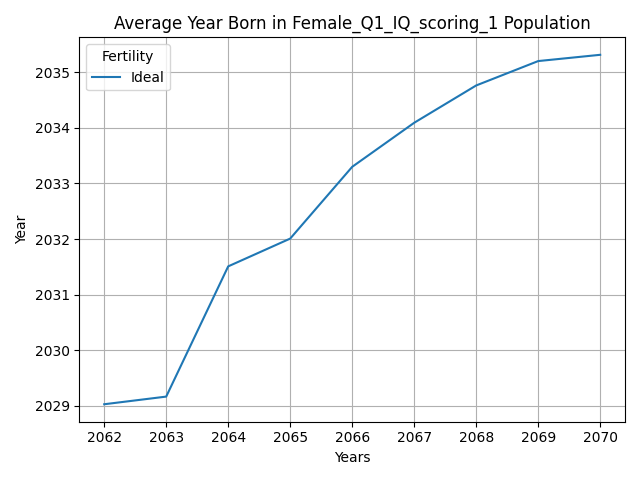 Average Year Born in Female_Q1_IQ_scoring_1 Population
Fertility
Ideal
Year
2035
2034
2033
2032
2031
2030
2029
2062 2063 2064 2065 2066 2067 2068 2069 2070
Years